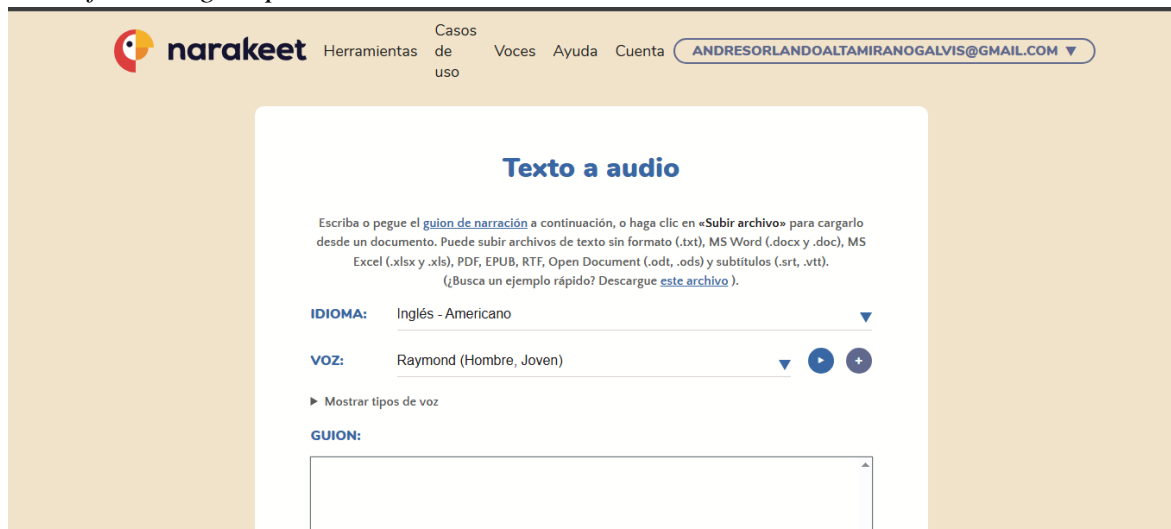 narakeet
Herramientas
Casos
de
uso
Voces
Ayuda
Cuenta
ANDRESORLANDOALTAMIRANOGALVIS@GMAIL.COM ▼
Texto a audio
Escriba o pegue el guion de narración a continuación, o haga clic en «Subir archivo» para cargarlo
desde un documento. Puede subir archivos de texto sin formato (.txt), MS Word (.docx y .doc), MS
Excel (.xlsx y .xls), PDF, EPUB, RTF, Open Document (.odt, .ods) y subtítulos (.srt, .vtt).
(¿Busca un ejemplo rápido? Descargue este archivo ).
IDIOMA: Inglés - Americano
VOZ: Raymond (Hombre, Joven)
▶ Mostrar tipos de voz
GUION: